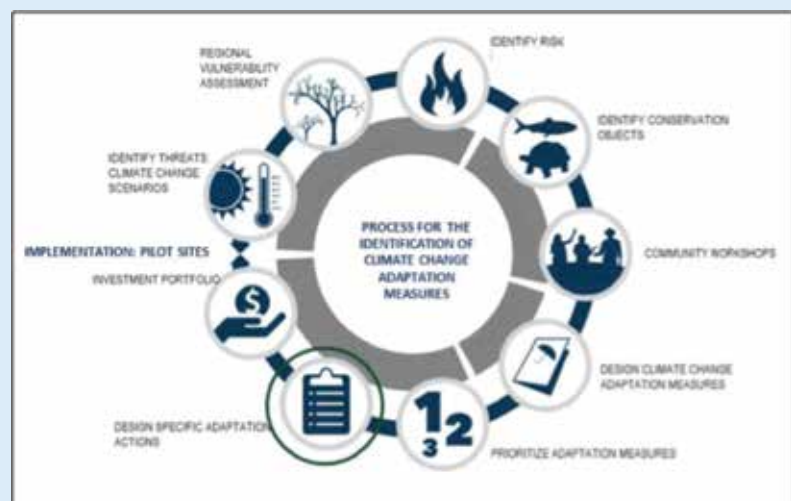 IDENTIFY RISK
REGIONAL
VULNERABILITY
ASSESSMENT
IDENTIFY CONSERVATION
OBJECTS
IDENTIFY THREATS:
CLIMATE CHANGE
SCENARIOS
PROCESS FOR THE
IDENTIFICATION OF
CLIMATE CHANGE
ADAPTATION
MEASURES
IMPLEMENTATION: PILOT SITES
COMMUNITY WORKSHOPS
INVESTMENT PORTFOLIO
$
DESIGN CLIMATE CHANGE
ADAPTATION MEASURES
DESIGN SPECIFIC ADAPTATION
ACTIONS
1 2
3
PRIORITIZE ADAPTATION MEASURES